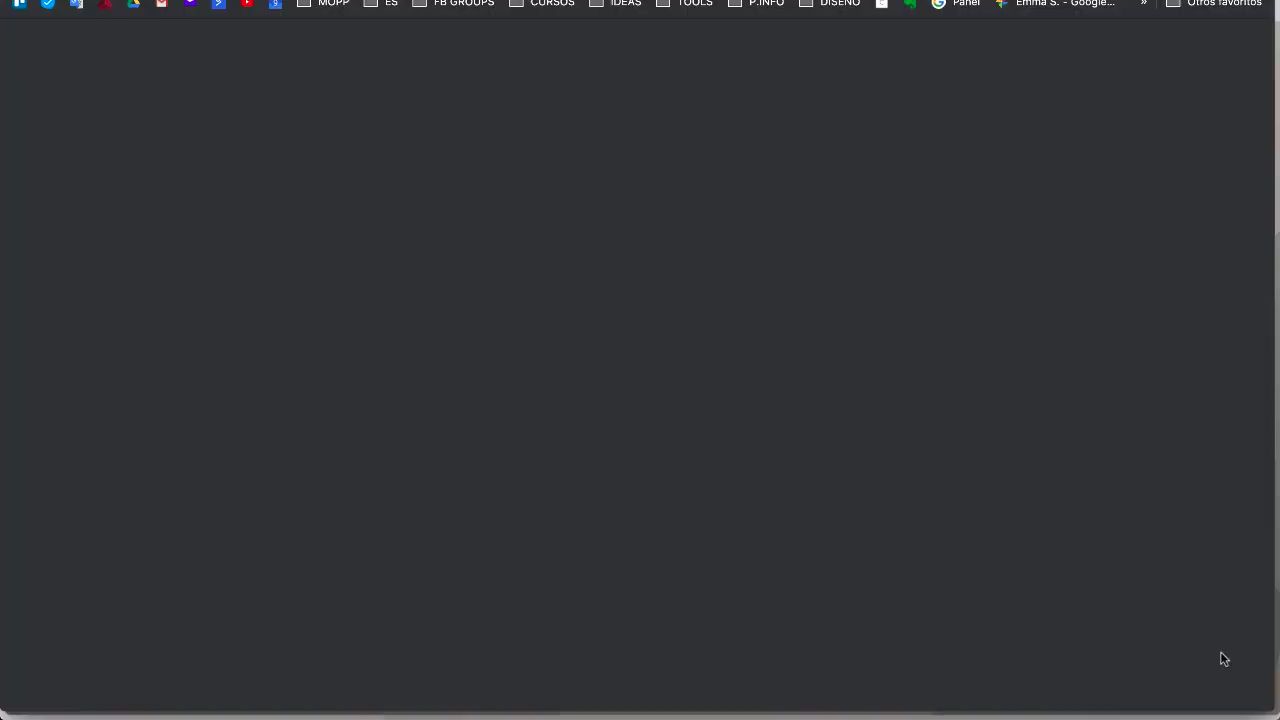 MOPP ES FB GROUPS CURSOS IDEAS TOOLS P.INFO DISEÑO Panel Emma S. - Google... » Otros favoritos